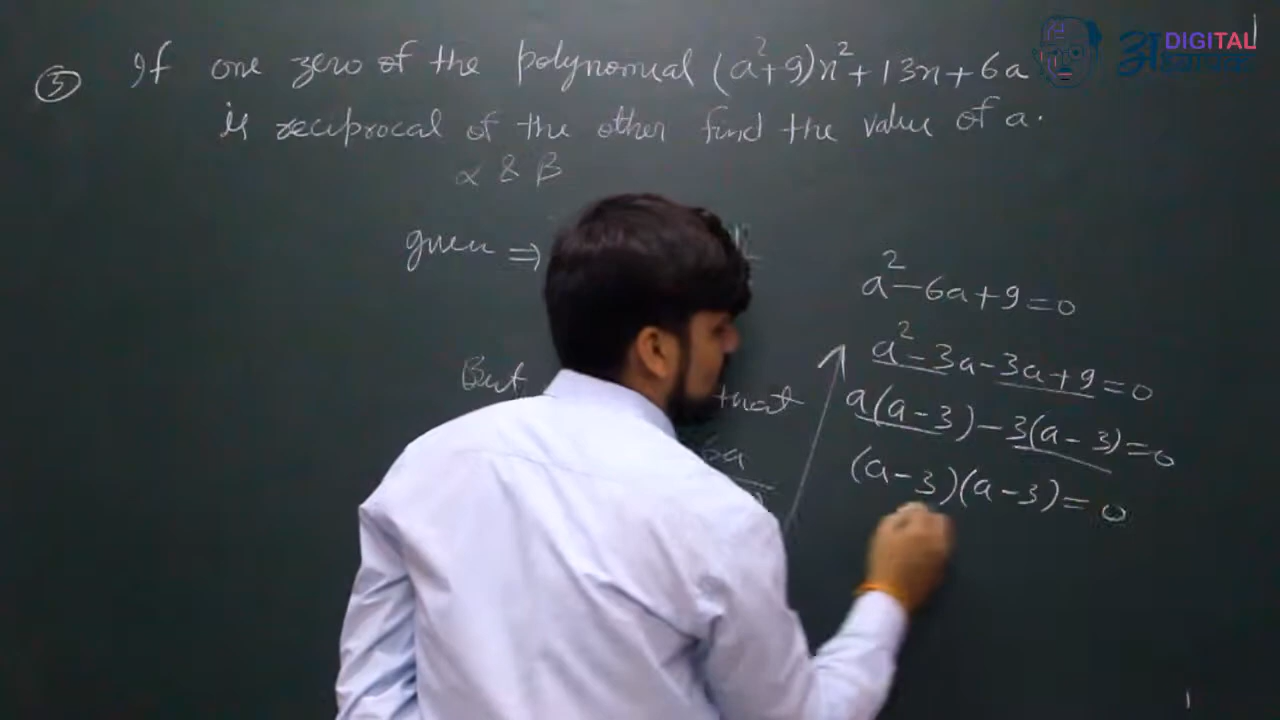 DIGITAL
(5) If one zero of the polynomial (a²+9)x²+13x+6a
is reciprocal of the other find the value of a.
α & β
given ⇒
But that
6a
a²-6a+9=0
a²-3a-3a+9=0
a(a-3)-3(a-3)=0
(a-3)(a-3)=0